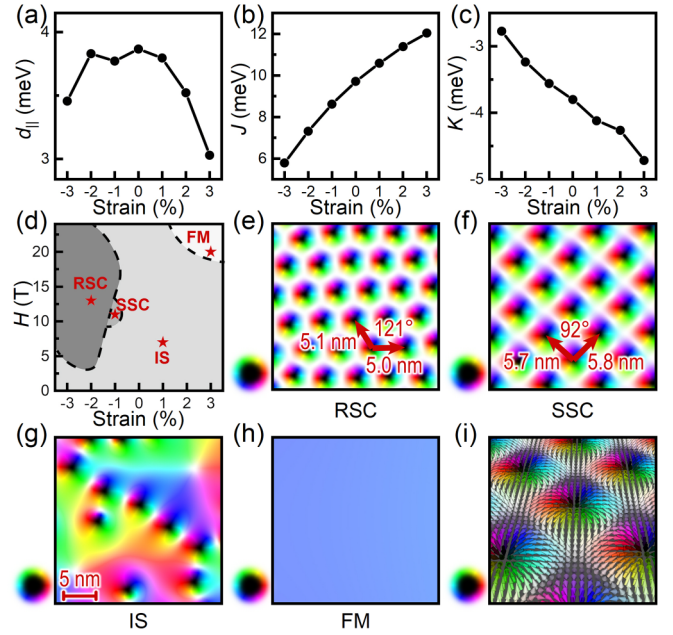 (a) (b) (c)
4
3
d|| (meV)
-3 -2 -1 0 1 2 3
Strain (%)
12
10
8
6
J (meV)
-3 -2 -1 0 1 2 3
Strain (%)
-3
-4
-5
K (meV)
-3 -2 -1 0 1 2 3
Strain (%)
(d) (e) (f)
20
15
10
5
0
H (T)
FM
RSC
SSC
IS
-3 -2 -1 0 1 2 3
Strain (%)
121°
5.1 nm
5.0 nm
RSC
92°
5.7 nm 5.8 nm
SSC
(g) (h) (i)
5 nm
IS
FM